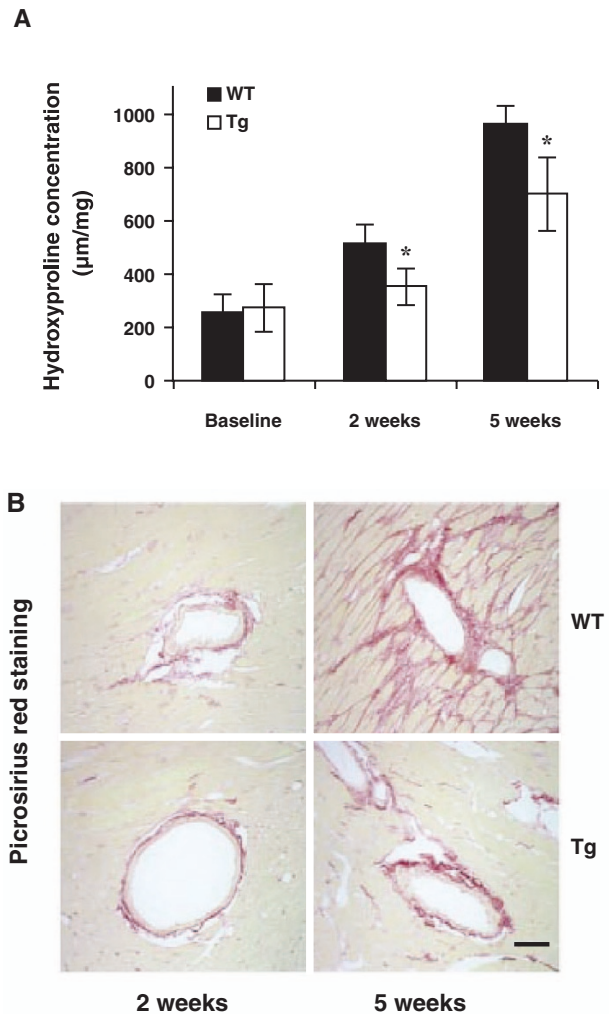 A
WT
Tg
Hydroxyproline concentration
(µm/mg)
1000
800
600
400
200
0
*
*
Baseline
2 weeks
5 weeks
B
Picrosirius red staining
WT
Tg
2 weeks
5 weeks